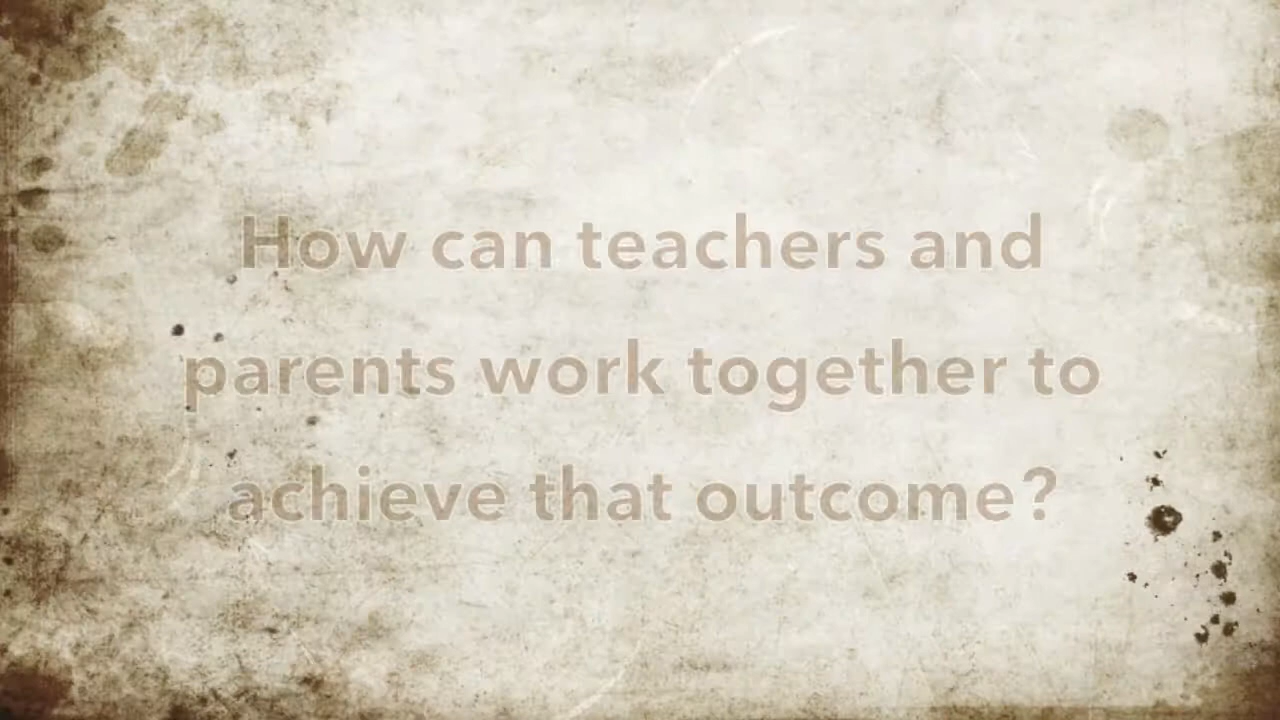 How can teachers and
parents work together to
achieve that outcome?